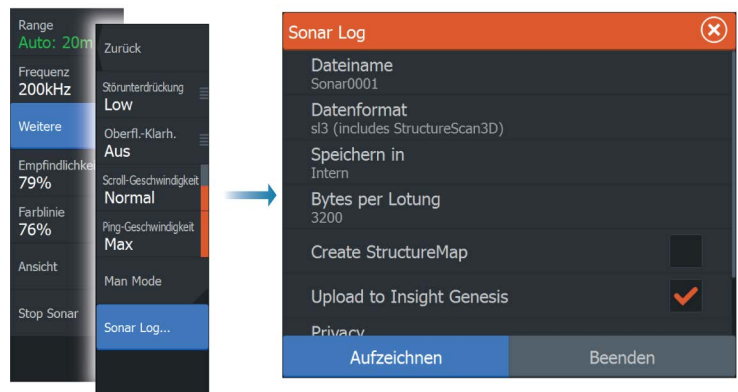 Range
Auto: 20m
Frequenz
200kHz
Weitere
Empfindlichkei
79%
Farblinie
76%
Ansicht
Stop Sonar
Zurück
Störunterdrückung
Low
Oberfl.-Klarh.
Aus
Scroll-Geschwindigkeit
Normal
Ping-Geschwindigkeit
Max
Man Mode
Sonar Log...
Sonar Log
Dateiname
Sonar0001
Datenformat
sl3 (includes StructureScan3D)
Speichern in
Intern
Bytes per Lotung
3200
Create StructureMap
Upload to Insight Genesis
Privacy
Aufzeichnen
Beenden